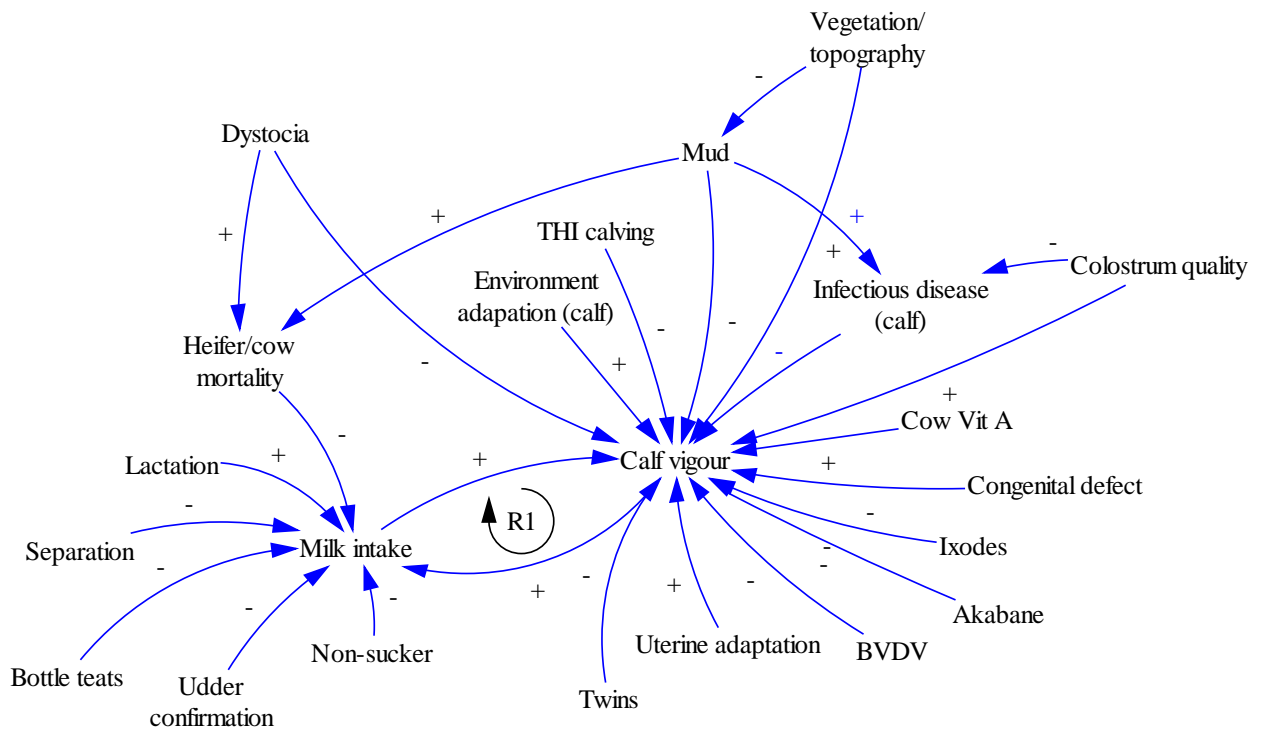 Vegetation/
topography
-
Dystocia
Mud
+
+
+
THI calving
-
Colostrum quality
+
Environment
adapation (calf)
Infectious disease
(calf)
-
-
-
Heifer/cow
mortality
-
+
+
Cow Vit A
-
Lactation
+
+
Calf vigour
+
Congenital defect
-
R1
-
Separation
Milk intake
-
Ixodes
-
-
-
-
+
-
+
-
Akabane
Non-sucker
Uterine adaptation
BVDV
Bottle teats
Udder
confirmation
Twins